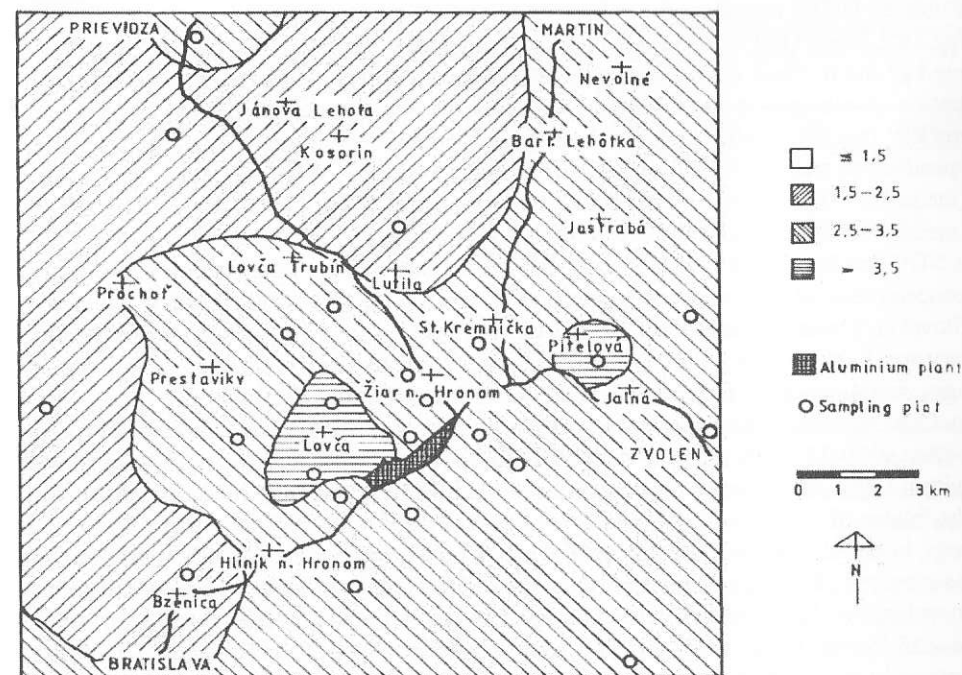 PRIEVIDZA
MARTIN
Nevoľné
Jánova Lehota
Kosorín
Bart. Lehôtka
Jastrabá
Lovča Trubín
Lutila
Prochoť
St. Kremnička
Pitelová
Prestavlky
Žiar n. Hronom
Jalná
Lovča
ZVOLEN
Hliník n. Hronom
Bzenica
BRATISLAVA
≤ 1,5
1,5 – 2,5
2,5 – 3,5
> 3,5
Aluminium plant
Sampling plot
0 1 2 3 km
N